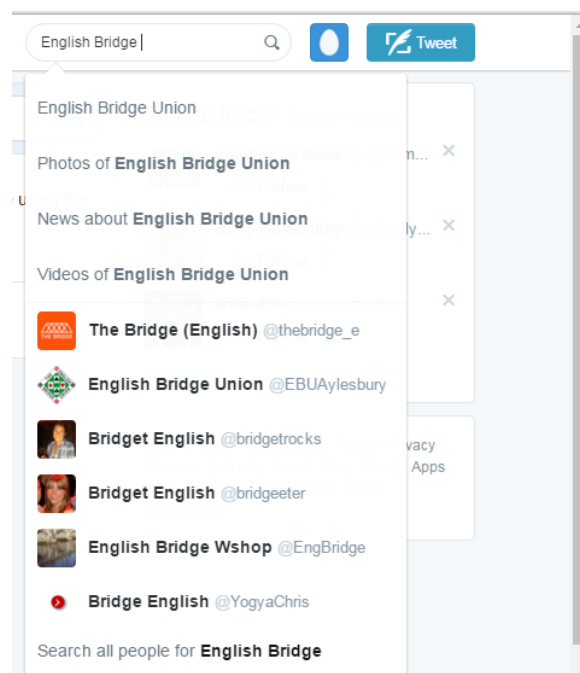 English Bridge
Tweet
English Bridge Union
Photos of English Bridge Union
News about English Bridge Union
Videos of English Bridge Union
The Bridge (English) @thebridge_e
English Bridge Union @EBUAylesbury
Bridget English @bridgetrocks
Bridget English @bridgeeter
English Bridge Wshop @EngBridge
Bridge English @YogyaChris
Search all people for English Bridge
Apps